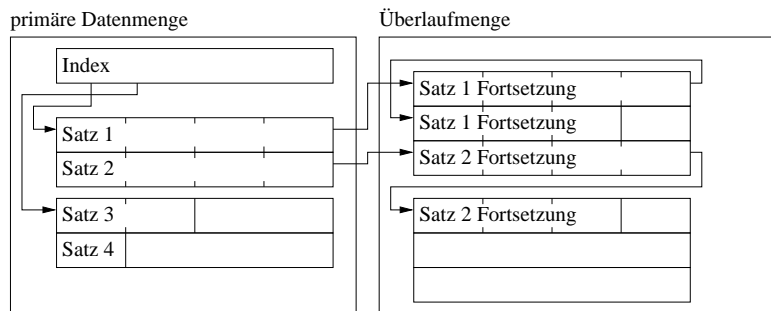 primäre Datenmenge
Index
Satz 1
Satz 2
Satz 3
Satz 4
Überlaufmenge
Satz 1 Fortsetzung
Satz 1 Fortsetzung
Satz 2 Fortsetzung
Satz 2 Fortsetzung